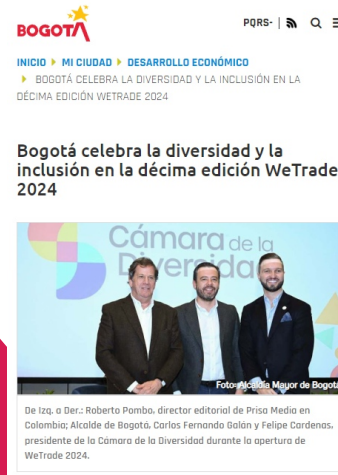 BOGOTÁ
PQRS-
INICIO MI CIUDAD DESARROLLO ECONÓMICO
BOGOTÁ CELEBRA LA DIVERSIDAD Y LA INCLUSIÓN EN LA
DÉCIMA EDICIÓN WETRADE 2024
Bogotá celebra la diversidad y la
inclusión en la décima edición WeTrade
2024
Cámara de la
Diversidad
Foto: Alcaldía Mayor de Bogotá
De Izq. a Der.: Roberto Pombo, director editorial de Prisa Media en
Colombia; Alcalde de Bogotá, Carlos Fernando Galán y Felipe Cardenas,
presidente de la Cámara de la Diversidad durante la apertura de
WeTrade 2024.